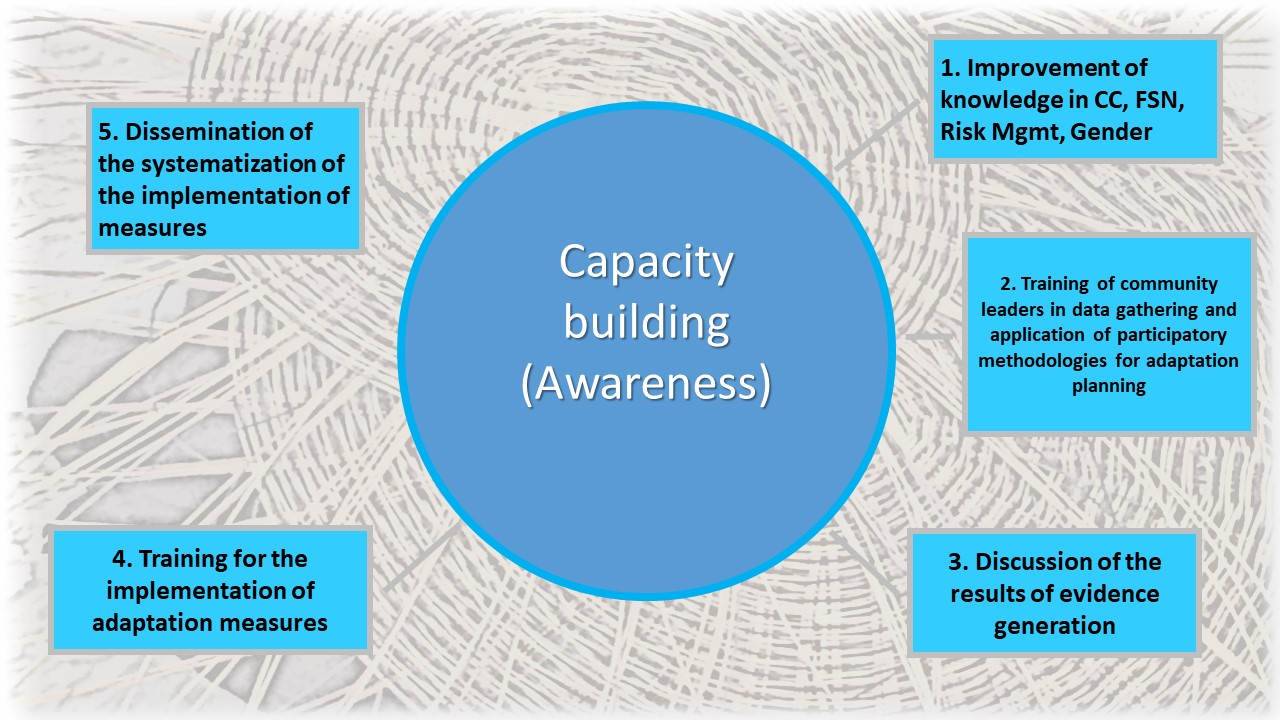 Capacity
building
(Awareness)
1. Improvement of
knowledge in CC, FSN,
Risk Mgmt, Gender
2. Training of community
leaders in data gathering and
application of participatory
methodologies for adaptation
planning
3. Discussion of the
results of evidence
generation
4. Training for the
implementation of
adaptation measures
5. Dissemination of
the systematization of
the implementation of
measures